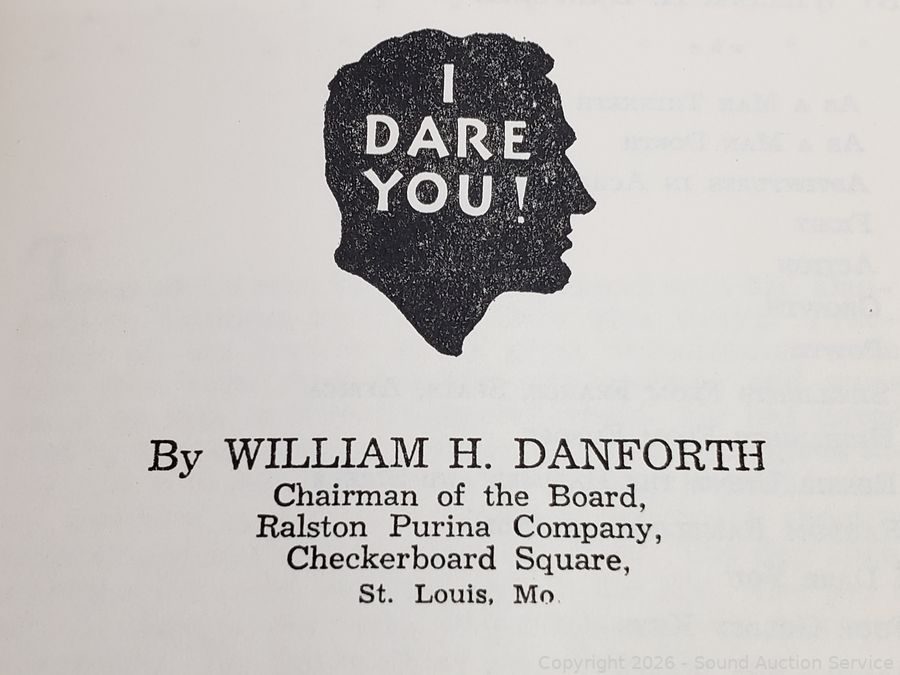 I
DARE
YOU!
By WILLIAM H. DANFORTH
Chairman of the Board,
Ralston Purina Company,
Checkerboard Square,
St. Louis, Mo.
Copyright 2026 - Sound Auction Service